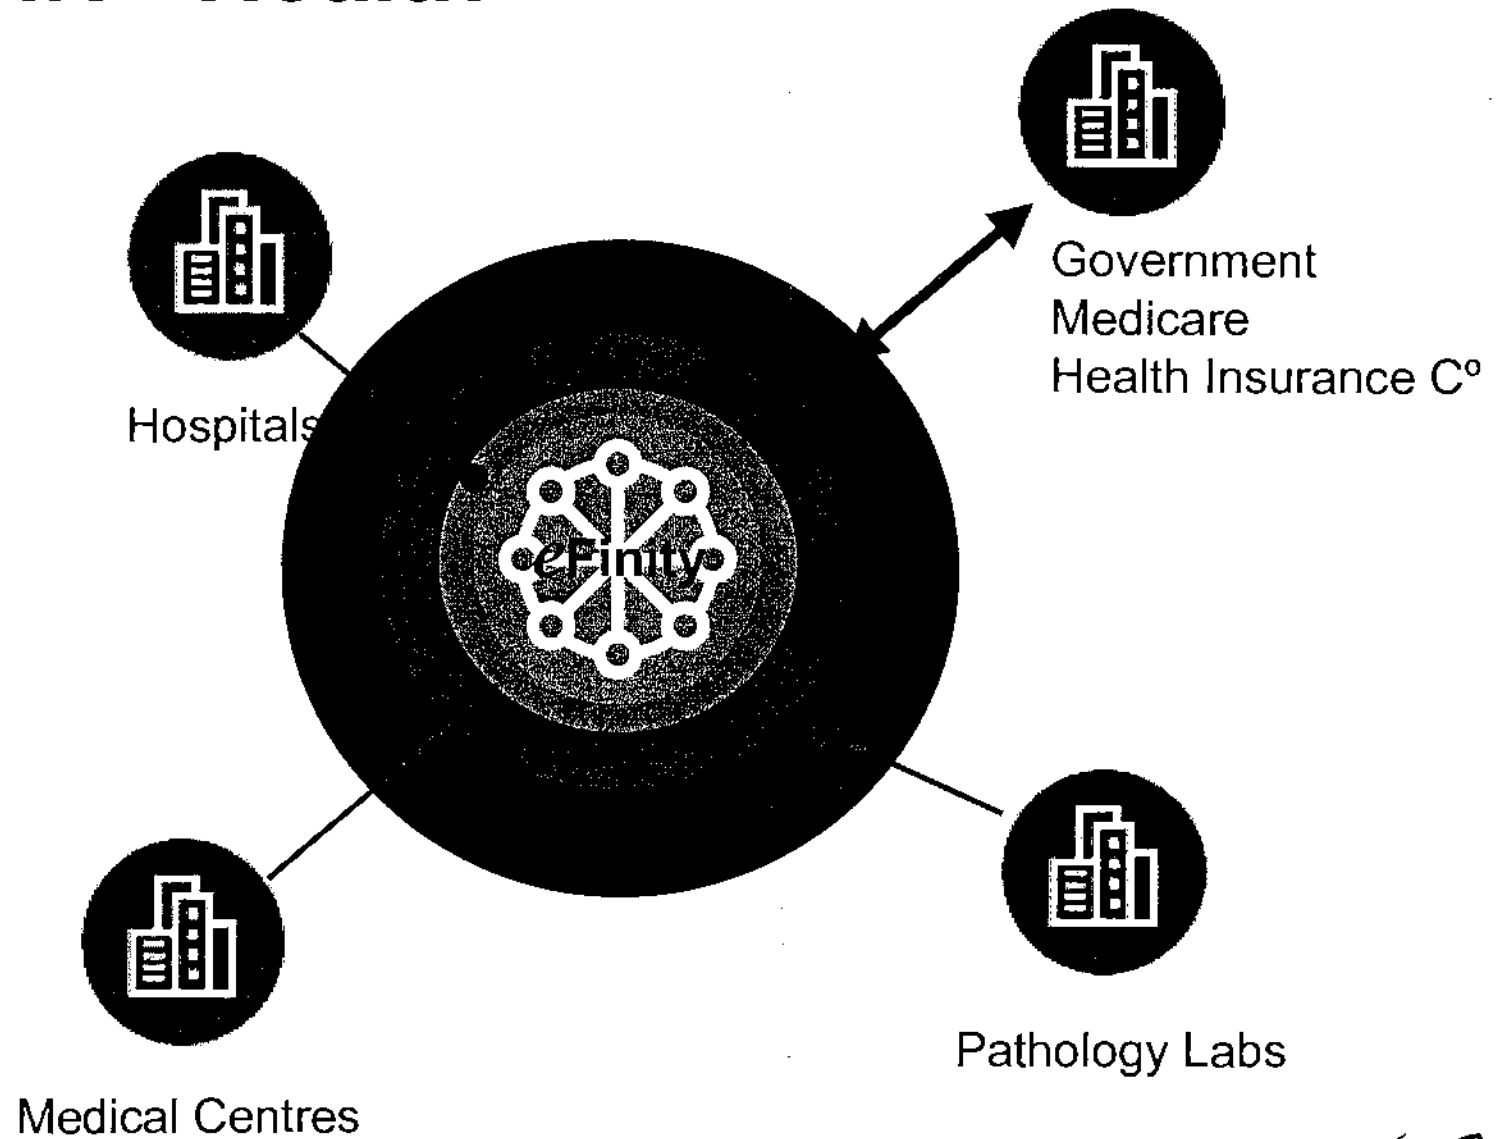 Government
Medicare
Health Insurance Cº
Hospitals
eFinity
Pathology Labs
Medical Centres